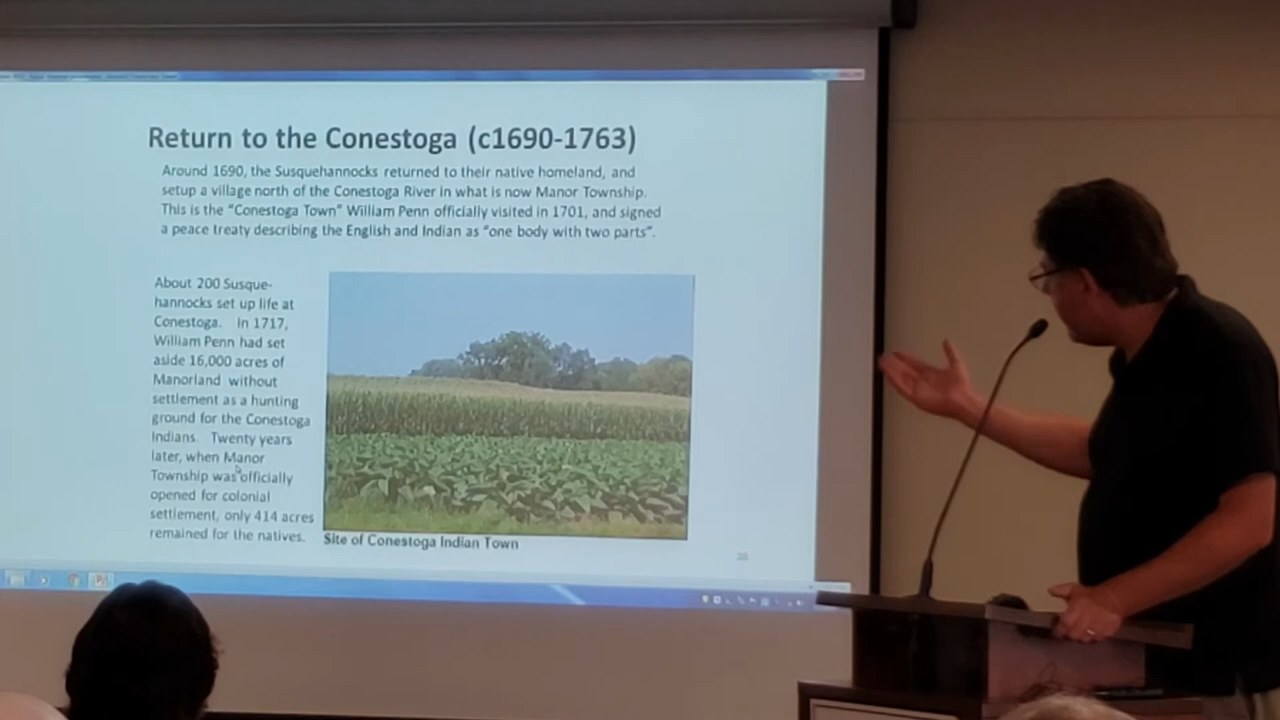 Return to the Conestoga (c1690-1763)
Around 1690, the Susquehannocks returned to their native homeland, and
setup a village north of the Conestoga River in what is now Manor Township.
This is the “Conestoga Town” William Penn officially visited in 1701, and signed
a peace treaty describing the English and Indian as “one body with two parts”.
About 200 Susque-
hannocks set up life at
Conestoga. In 1717,
William Penn had set
aside 16,000 acres of
Manorland without
settlement as a hunting
ground for the Conestoga
Indians. Twenty years
later, when Manor
Township was officially
opened for colonial
settlement, only 414 acres
remained for the natives.
Site of Conestoga Indian Town